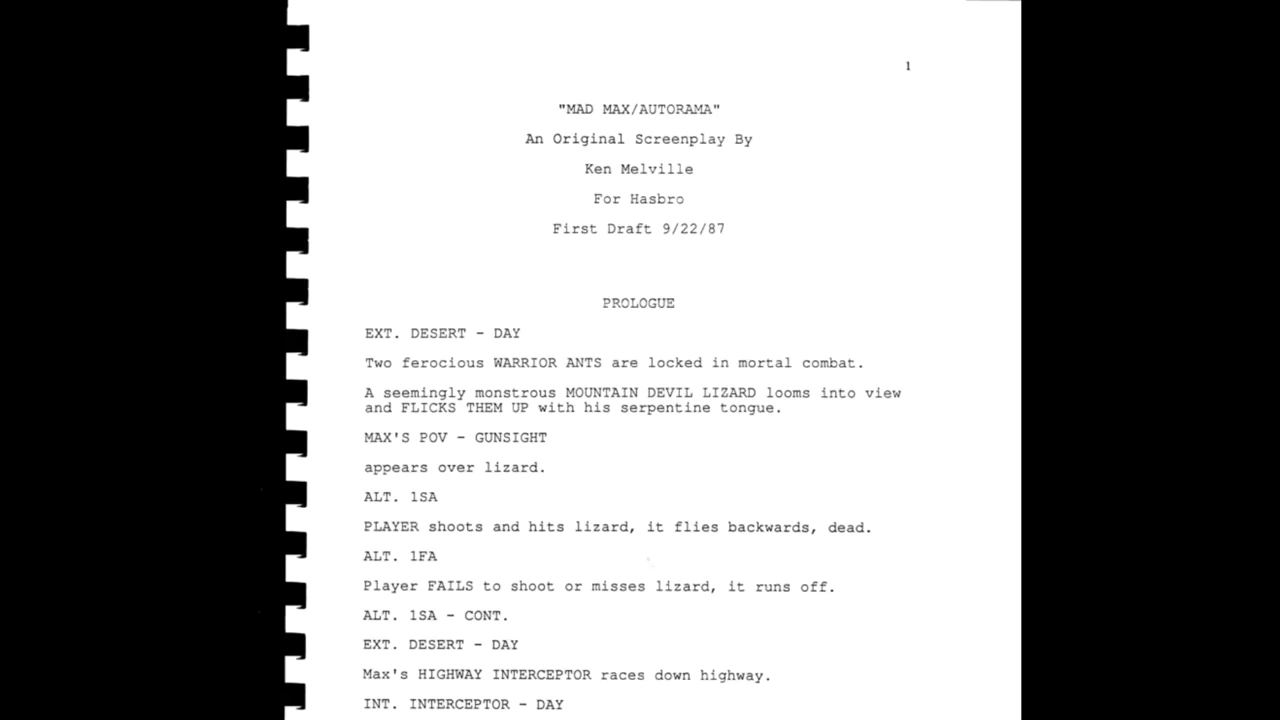 1
"MAD MAX/AUTORAMA"
An Original Screenplay By
Ken Melville
For Hasbro
First Draft 9/22/87
PROLOGUE
EXT. DESERT - DAY
Two ferocious WARRIOR ANTS are locked in mortal combat.
A seemingly monstrous MOUNTAIN DEVIL LIZARD looms into view
and FLICKS THEM UP with his serpentine tongue.
MAX'S POV - GUNSIGHT
appears over lizard.
ALT. 1SA
PLAYER shoots and hits lizard, it flies backwards, dead.
ALT. 1FA
Player FAILS to shoot or misses lizard, it runs off.
ALT. 1SA - CONT.
EXT. DESERT - DAY
Max's HIGHWAY INTERCEPTOR races down highway.
INT. INTERCEPTOR - DAY